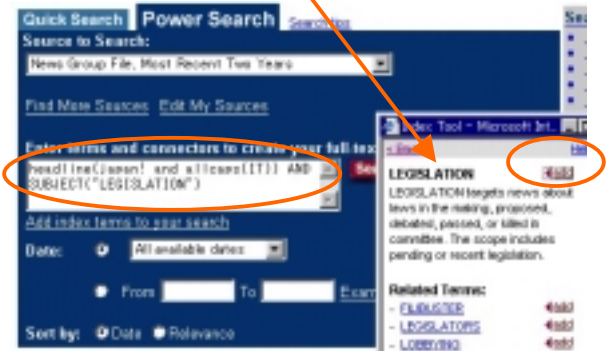 Quick Search Power Search Search tips
Source to Search:
News Group File, Most Recent Two Years
Find More Sources Edit My Sources
Enter terms and connectors to create your full tex
headline(japan! and allcaps(IT)) AND
SUBJECT("LEGISLATION")
Add index terms to your search
Date: All available dates
From To Exam
Sort by: Date Relevance
Index Tool - Microsoft Int.
LEGISLATION add
LEGISLATION targets news about
laws in the making, proposed,
debated, passed, or killed in
committee. The scope includes
pending or recent legislation.
Related Terms:
- FILIBUSTER add
- LEGISLATORS add
- LOBBYING add